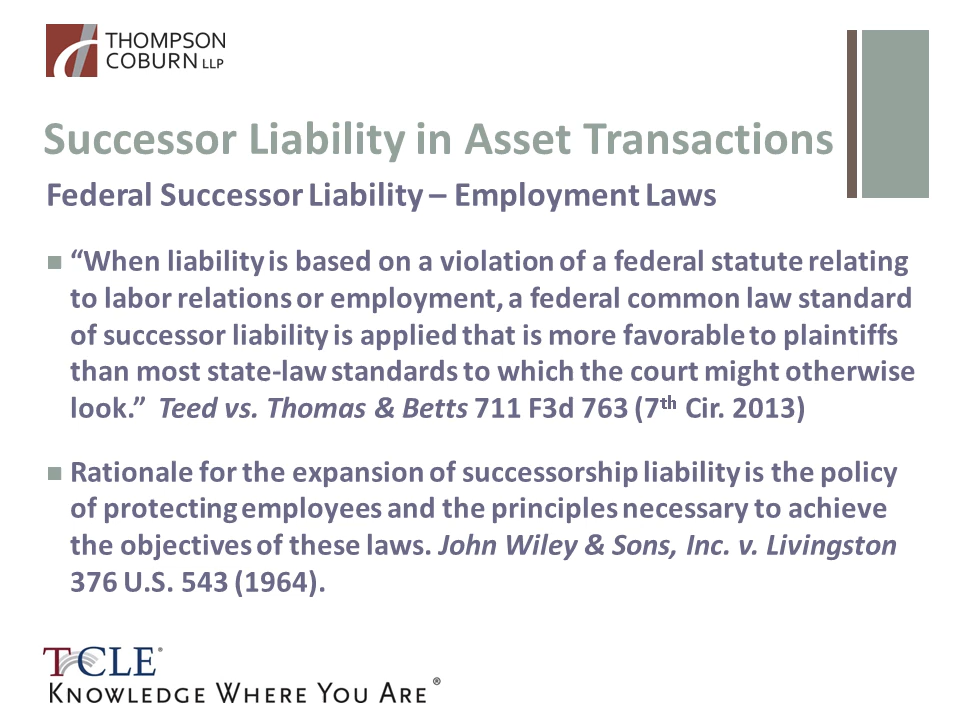 THOMPSON
COBURN LLP
Successor Liability in Asset Transactions
Federal Successor Liability – Employment Laws
“When liability is based on a violation of a federal statute relating
to labor relations or employment, a federal common law standard
of successor liability is applied that is more favorable to plaintiffs
than most state-law standards to which the court might otherwise
look.” Teed vs. Thomas & Betts 711 F3d 763 (7th Cir. 2013)
Rationale for the expansion of successorship liability is the policy
of protecting employees and the principles necessary to achieve
the objectives of these laws. John Wiley & Sons, Inc. v. Livingston
376 U.S. 543 (1964).
TCLE®
KNOWLEDGE WHERE YOU ARE®